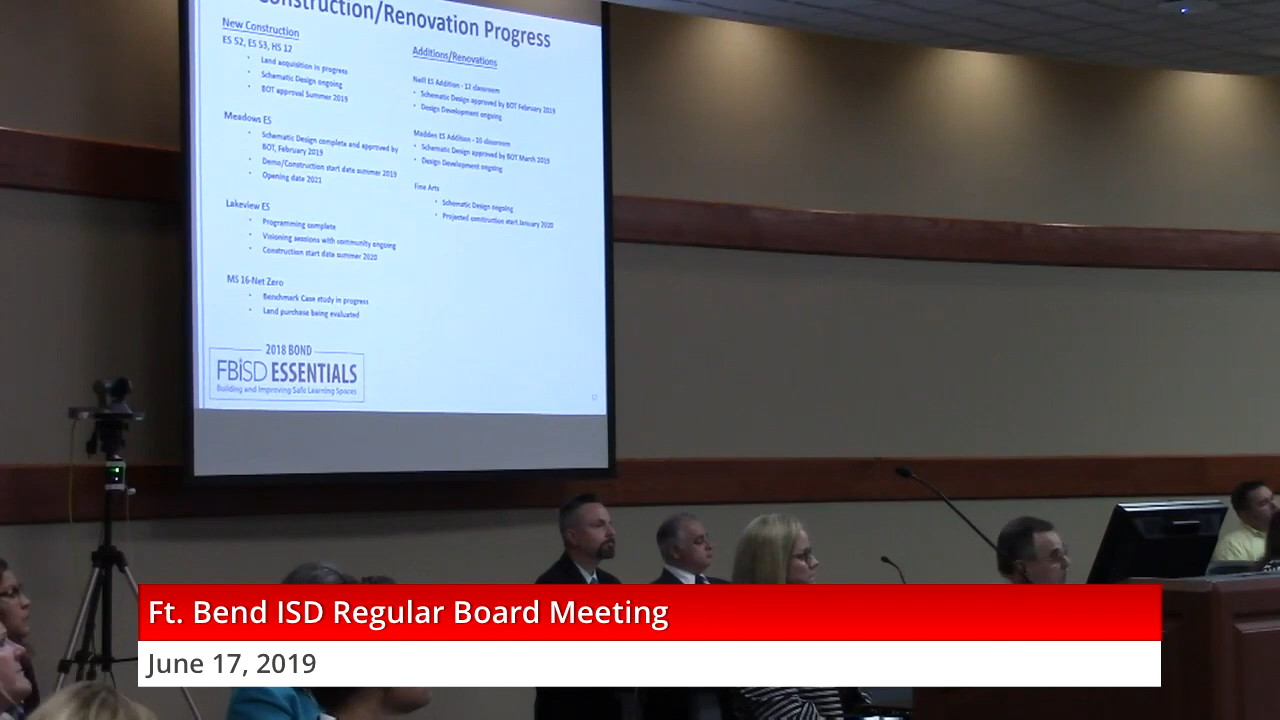 Construction/Renovation Progress
New Construction
ES 52, ES 53, HS 12
• Land acquisition in progress
• Schematic Design ongoing
• BOT approval Summer 2019
Meadows ES
• Schematic Design complete and approved by
BOT, February 2019
• Demo/Construction start date summer 2019
• Opening date 2021
Lakeview ES
• Programming complete
• Visioning sessions with community ongoing
• Construction start date summer 2020
MS 16-Net Zero
• Benchmark Case study in progress
• Land purchase being evaluated
Additions/Renovations
Neill ES Addition - 12 classroom
• Schematic Design approved by BOT February 2019
• Design Development ongoing
Madden ES Addition - 10 classroom
• Schematic Design approved by BOT March 2019
• Design Development ongoing
Fine Arts
• Schematic Design ongoing
• Projected construction start January 2020
2018 BOND
FBISD ESSENTIALS
Building and Improving Safe Learning Spaces
Ft. Bend ISD Regular Board Meeting
June 17, 2019